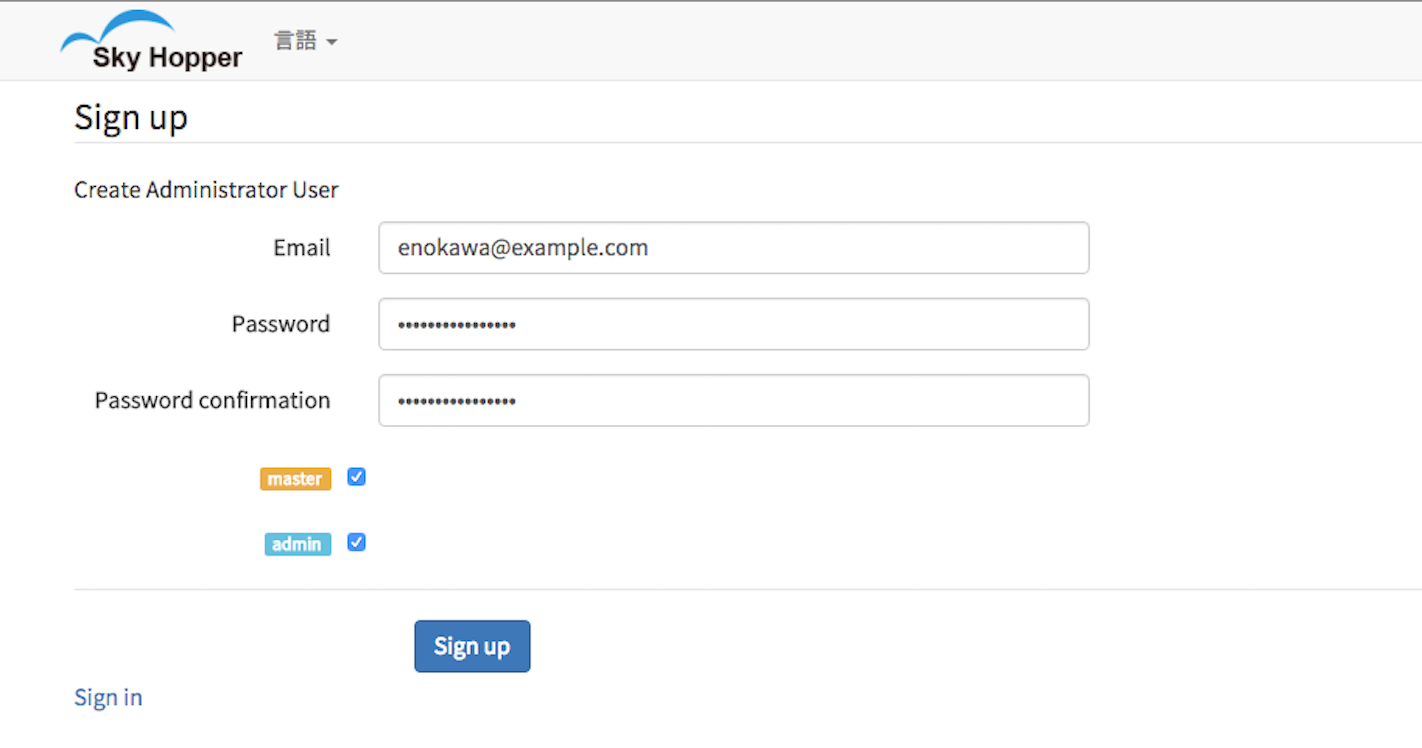 Sky Hopper
言語
Sign up
Create Administrator User
Email enokawa@example.com
Password ••••••••••••••••
Password confirmation ••••••••••••••••
master
admin
Sign up
Sign in